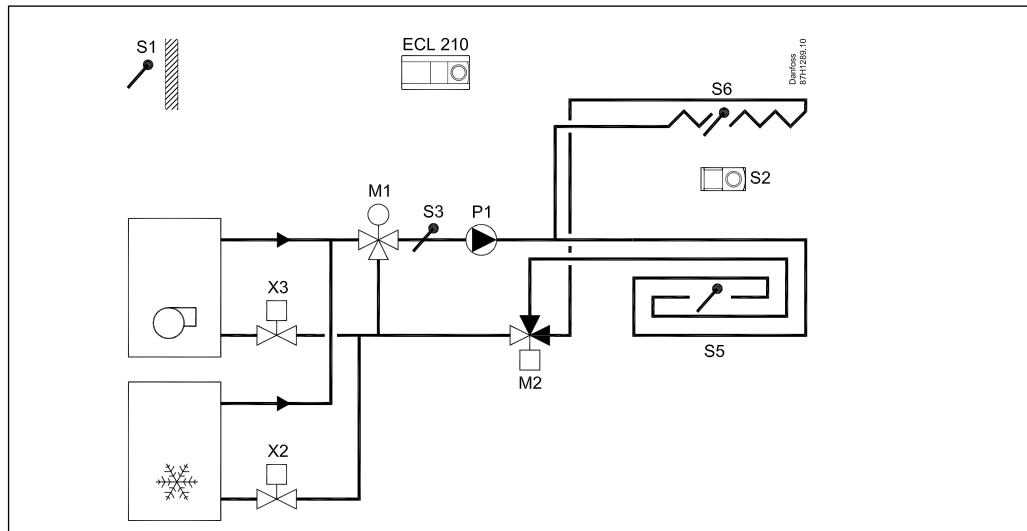 S1
ECL 210
Danfoss
87H1289.10
S6
S2
M1
S3
P1
X3
S5
M2
X2